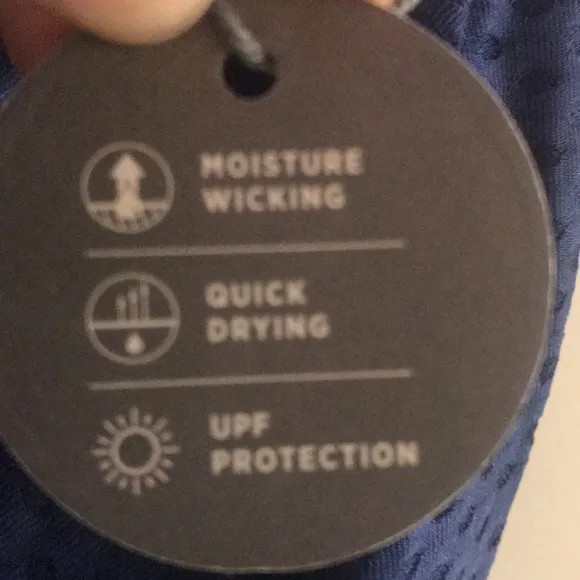 MOISTURE
WICKING
QUICK
DRYING
UPF
PROTECTION